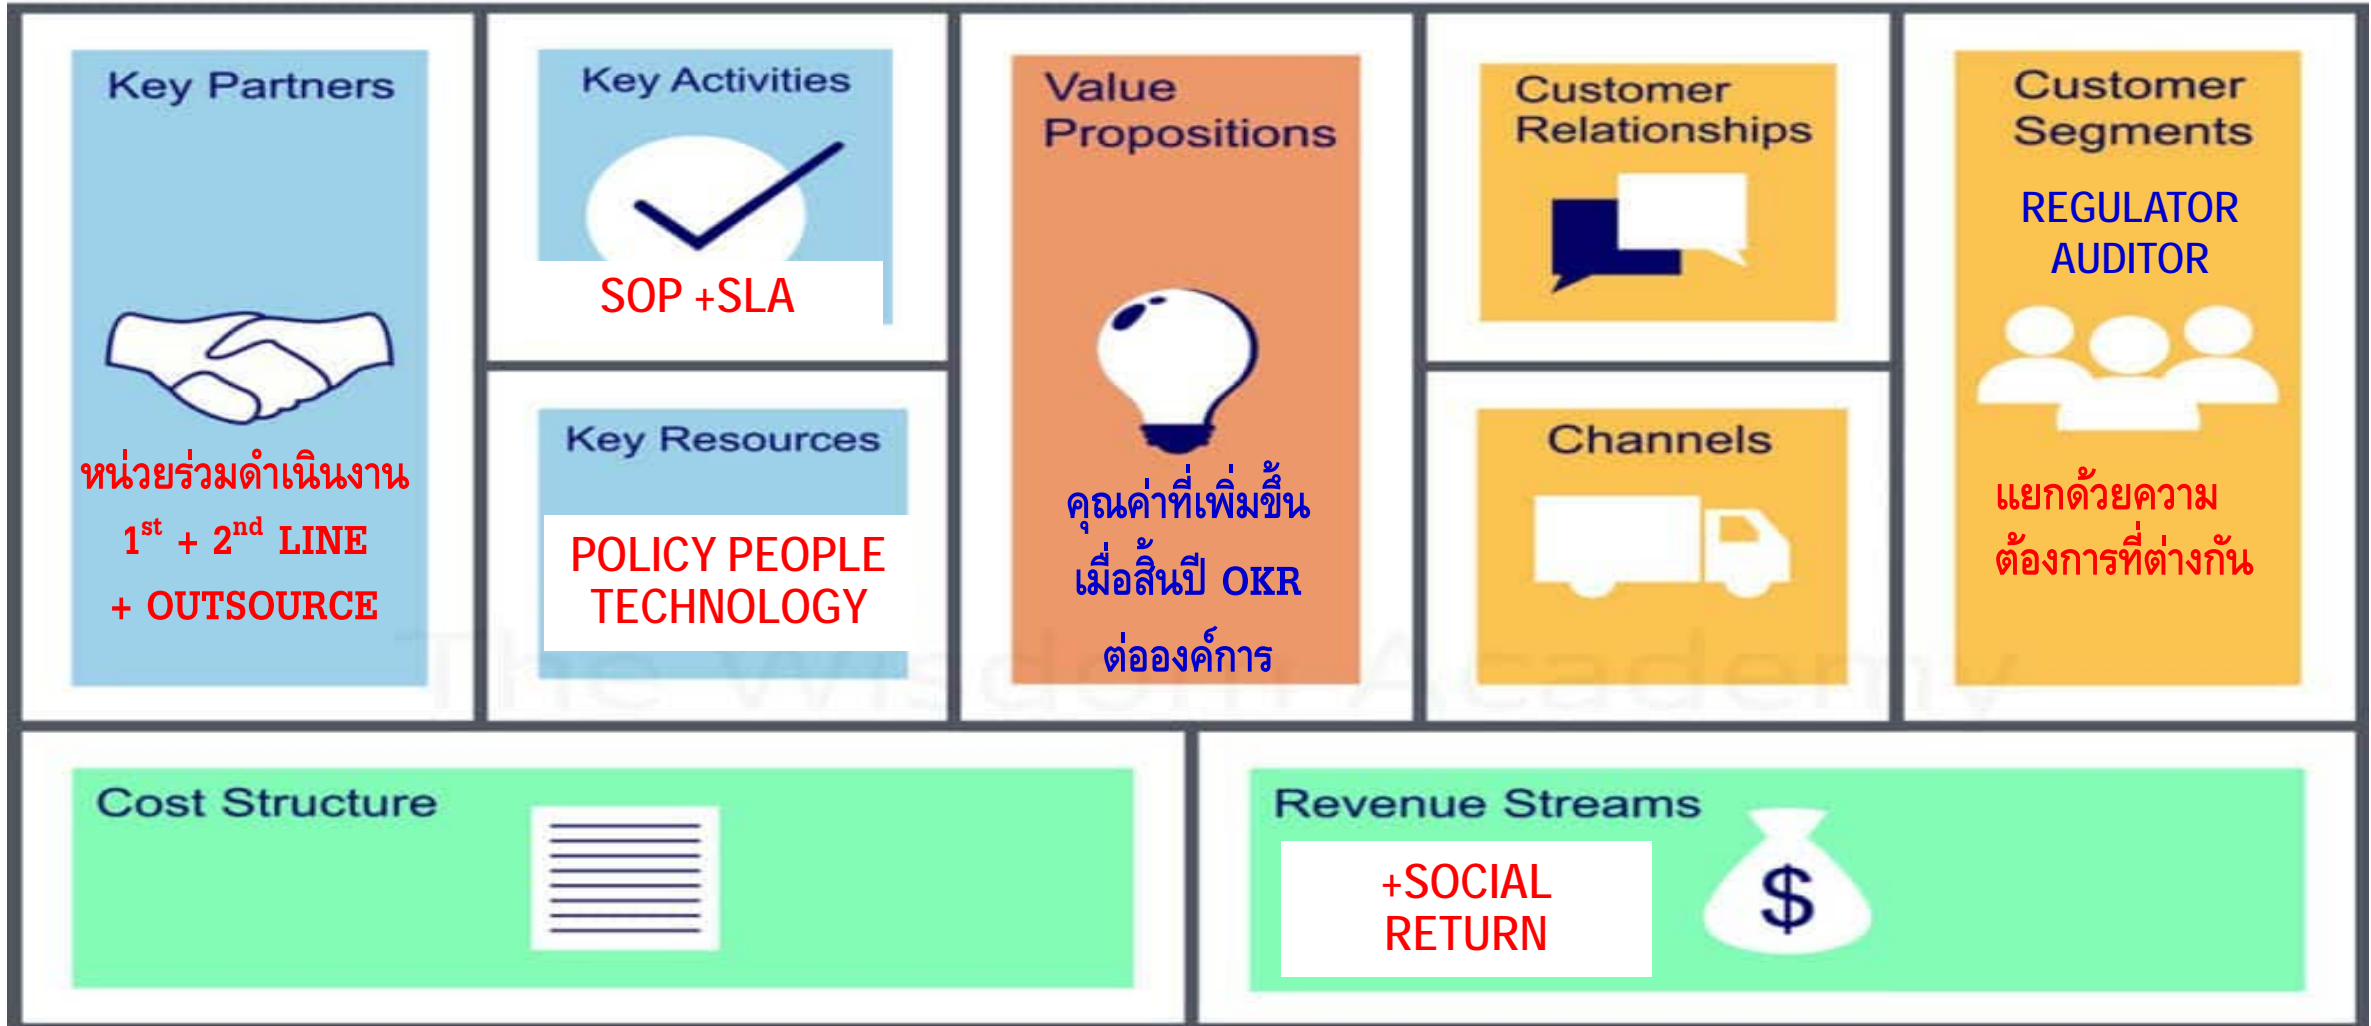 Key Partners
หน่วยร่วมดำเนินงาน
1st + 2nd LINE
+ OUTSOURCE
Key Activities
SOP +SLA
Key Resources
POLICY PEOPLE
TECHNOLOGY
Value
Propositions
คุณค่าที่เพิ่มขึ้น
เมื่อสิ้นปี OKR
ต่อองค์การ
Customer
Relationships
Channels
Customer
Segments
REGULATOR
AUDITOR
แยกด้วยความ
ต้องการที่ต่างกัน
The Wisdom Academy
Cost Structure
Revenue Streams
+SOCIAL
RETURN
$